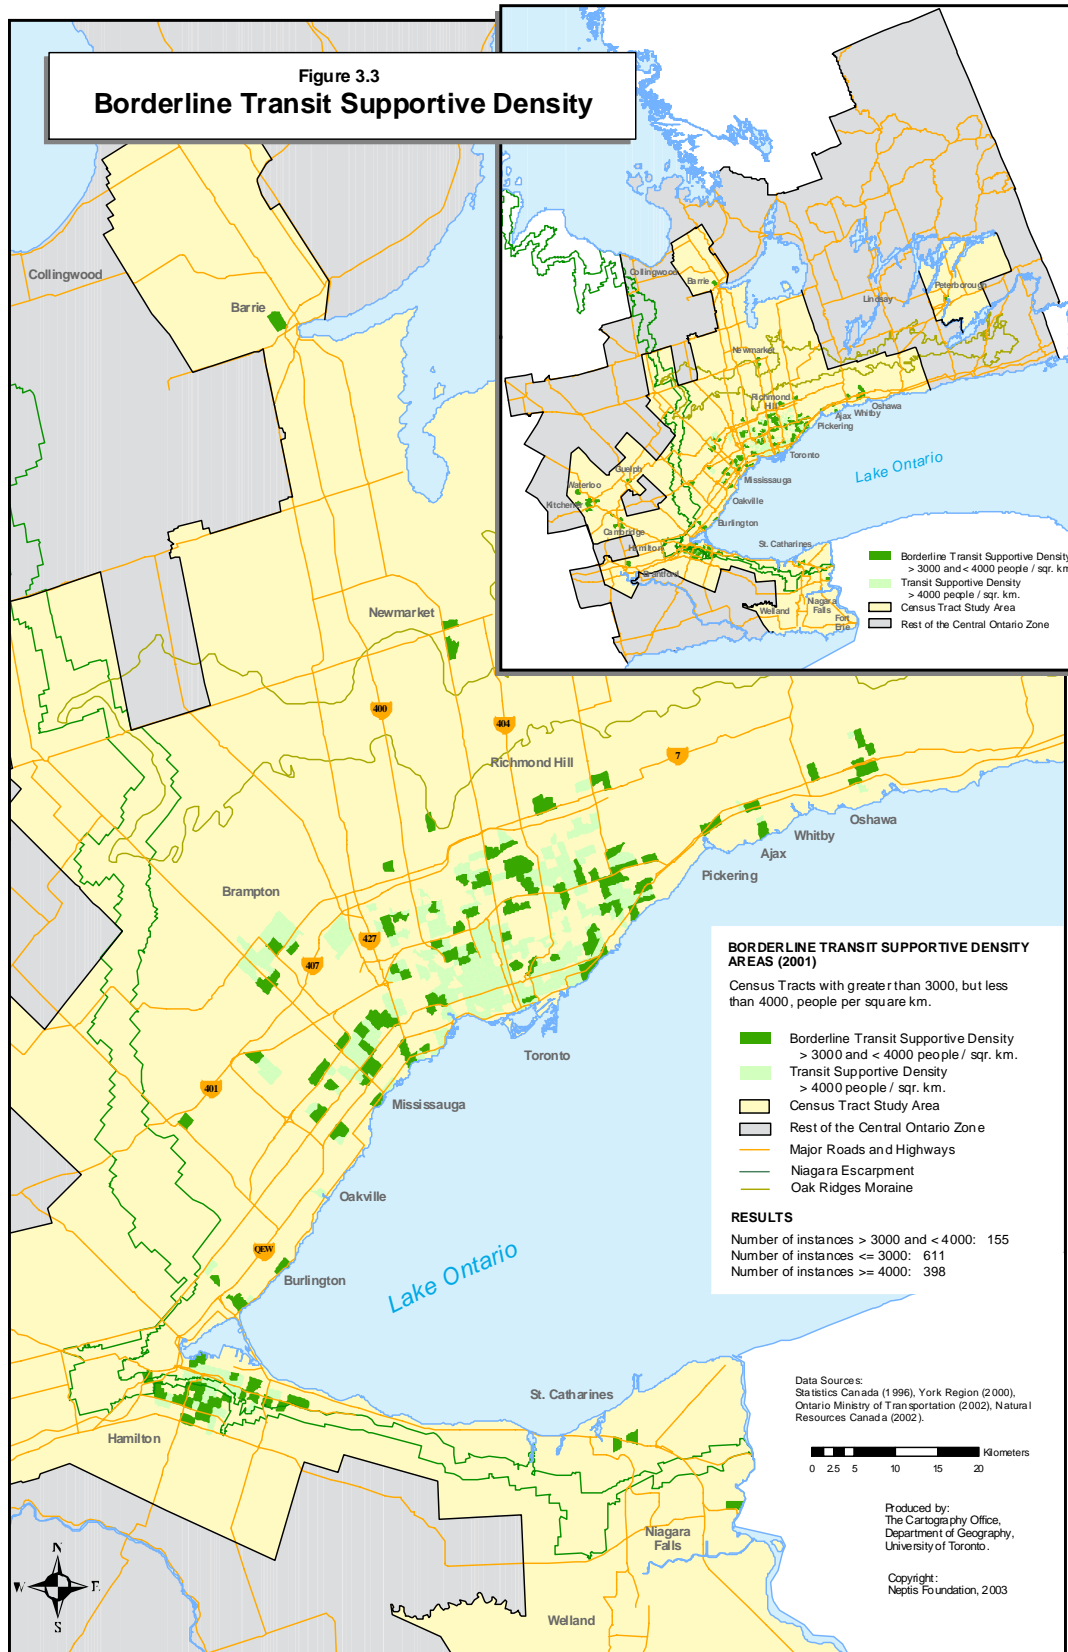 Figure 3.3
Borderline Transit Supportive Density
Collingwood
Barrie
Newmarket
400
404
7
Richmond Hill
Oshawa
Whitby
Ajax
Pickering
Brampton
427
407
Toronto
401
Mississauga
Oakville
QEW
Burlington
Lake Ontario
St. Catharines
Hamilton
Niagara
Falls
Welland
N
W
E
S
Collingwood
Barrie
Lindsay
Peterborough
Newmarket
Richmond
Hill
Oshawa
Whitby
Ajax
Pickering
Toronto
Lake Ontario
Mississauga
Oakville
Guelph
Waterloo
Kitchener
Cambridge
Burlington
Hamilton
St. Catharines
Brantford
Niagara
Falls
Welland
Fort
Erie
Borderline Transit Supportive Density
> 3000 and < 4000 people / sqr. km
Transit Supportive Density
> 4000 people / sqr. km.
Census Tract Study Area
Rest of the Central Ontario Zone
BORDERLINE TRANSIT SUPPORTIVE DENSITY
AREAS (2001)
Census Tracts with greater than 3000, but less
than 4000, people per square km.
Borderline Transit Supportive Density
> 3000 and < 4000 people / sqr. km.
Transit Supportive Density
> 4000 people / sqr. km.
Census Tract Study Area
Rest of the Central Ontario Zone
Major Roads and Highways
Niagara Escarpment
Oak Ridges Moraine
RESULTS
Number of instances > 3000 and < 4000: 155
Number of instances <= 3000: 611
Number of instances >= 4000: 398
Data Sources:
Statistics Canada (1996), York Region (2000),
Ontario Ministry of Transportation (2002), Natural
Resources Canada (2002).
Kilometers
0 2.5 5 10 15 20
Produced by:
The Cartography Office,
Department of Geography,
University of Toronto.
Copyright:
Neptis Foundation, 2003